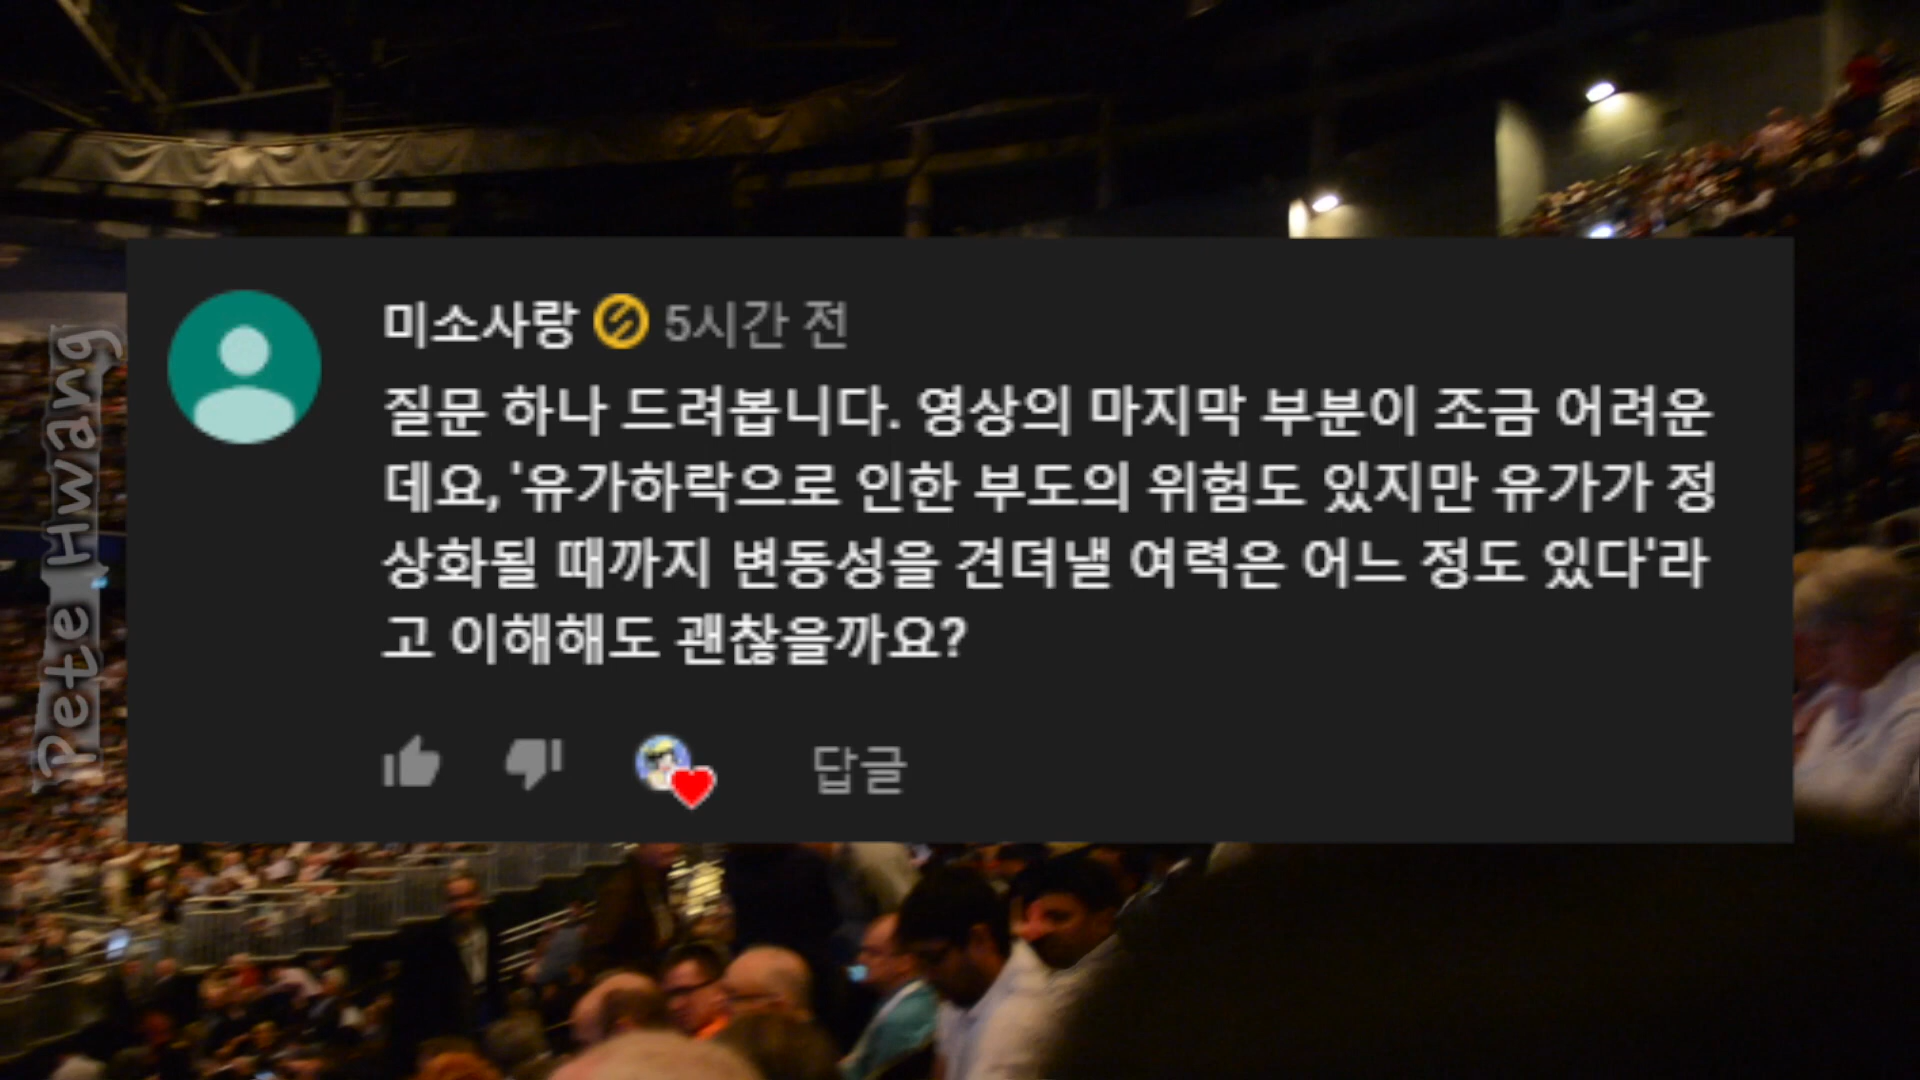 미소사랑 5시간 전
질문 하나 드려봅니다. 영상의 마지막 부분이 조금 어려운
데요, '유가하락으로 인한 부도의 위험도 있지만 유가가 정
상화될 때까지 변동성을 견뎌낼 여력은 어느 정도 있다'라
고 이해해도 괜찮을까요?
답글
Pete Hwang